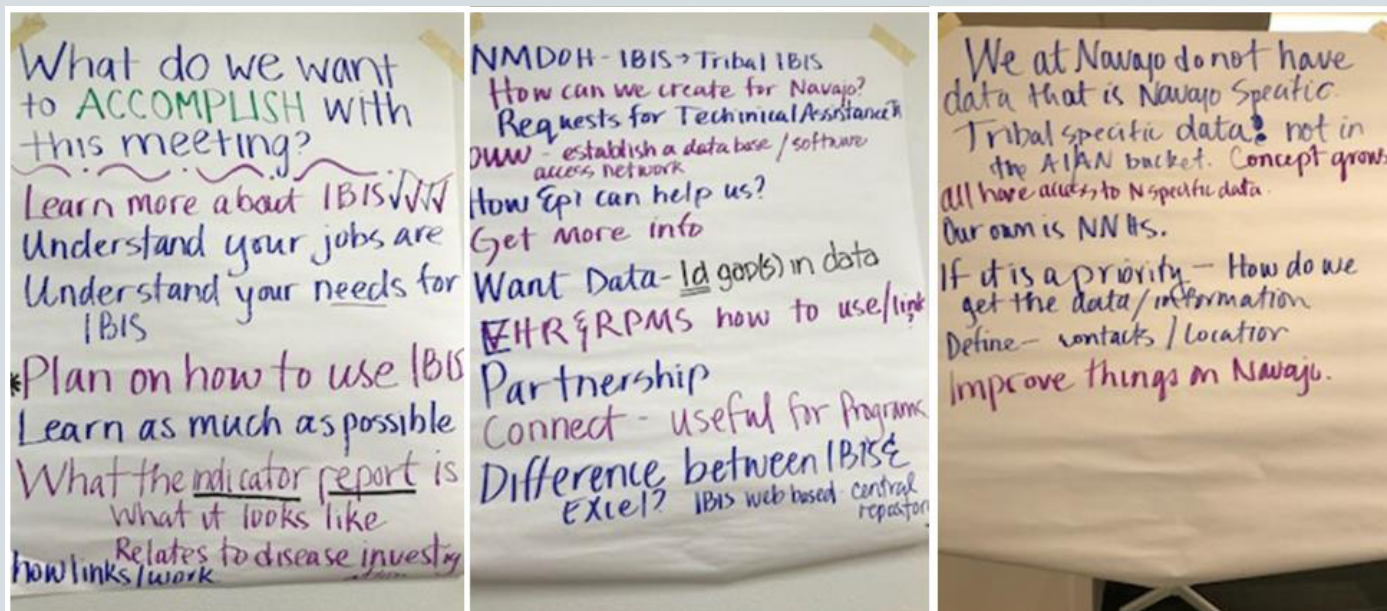 What do we want
to ACCOMPLISH with
this meeting?
Learn more about IBIS √√√√
Understand your jobs are
Understand your needs for
IBIS
*Plan on how to use IBIS
Learn as much as possible
What the indicator report is
What it looks like
Relates to disease investig
how links/work
NMDOH - IBIS → Tribal IBIS
How can we create for Navajo?
Requests for Techinical Assistance
- establish a data base / software
access network
How Epi can help us?
Get More info
Want Data - Id gap(s) in data
EHR & RPMS how to use/link
Partnership
Connect - useful for Programs
Difference between IBIS &
Excel? IBIS web based - central
We at Navajo do not have
data that is Navajo Specific.
Tribal specific data! not in
the AIAN bucket. Concept grows
All have access to N specific data.
Our own is NNHS.
If it is a priority - How do we
get the data/information
Define - contacts / Location
Improve things on